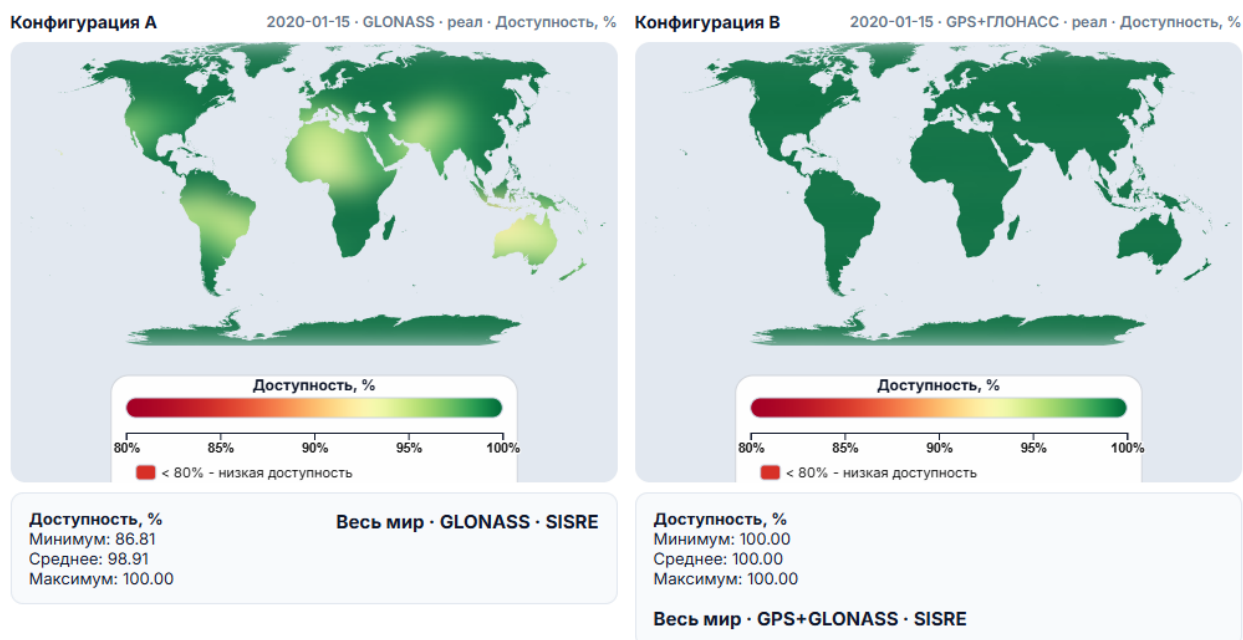 Конфигурация A
2020-01-15 · GLONASS · реал · Доступность, %
Доступность, %
80% 85% 90% 95% 100%
< 80% - низкая доступность
Доступность, %
Весь мир · GLONASS · SISRE
Минимум: 86.81
Среднее: 98.91
Максимум: 100.00
Конфигурация B
2020-01-15 · GPS+ГЛОНАСС · реал · Доступность, %
Доступность, %
80% 85% 90% 95% 100%
< 80% - низкая доступность
Доступность, %
Минимум: 100.00
Среднее: 100.00
Максимум: 100.00
Весь мир · GPS+GLONASS · SISRE